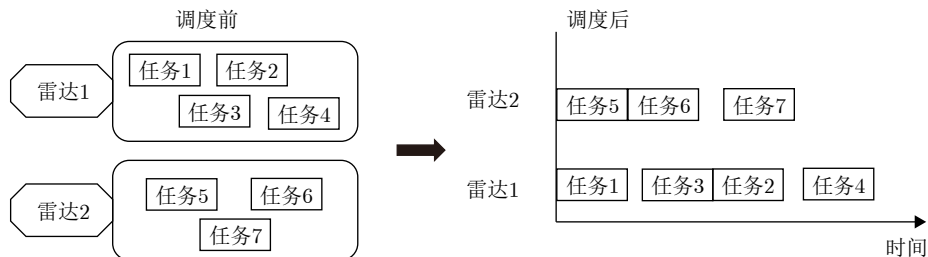 调度前
雷达1
任务1 任务2
任务3 任务4
雷达2
任务5 任务6
任务7
调度后
雷达2 任务5 任务6 任务7
雷达1 任务1 任务3 任务2 任务4
时间